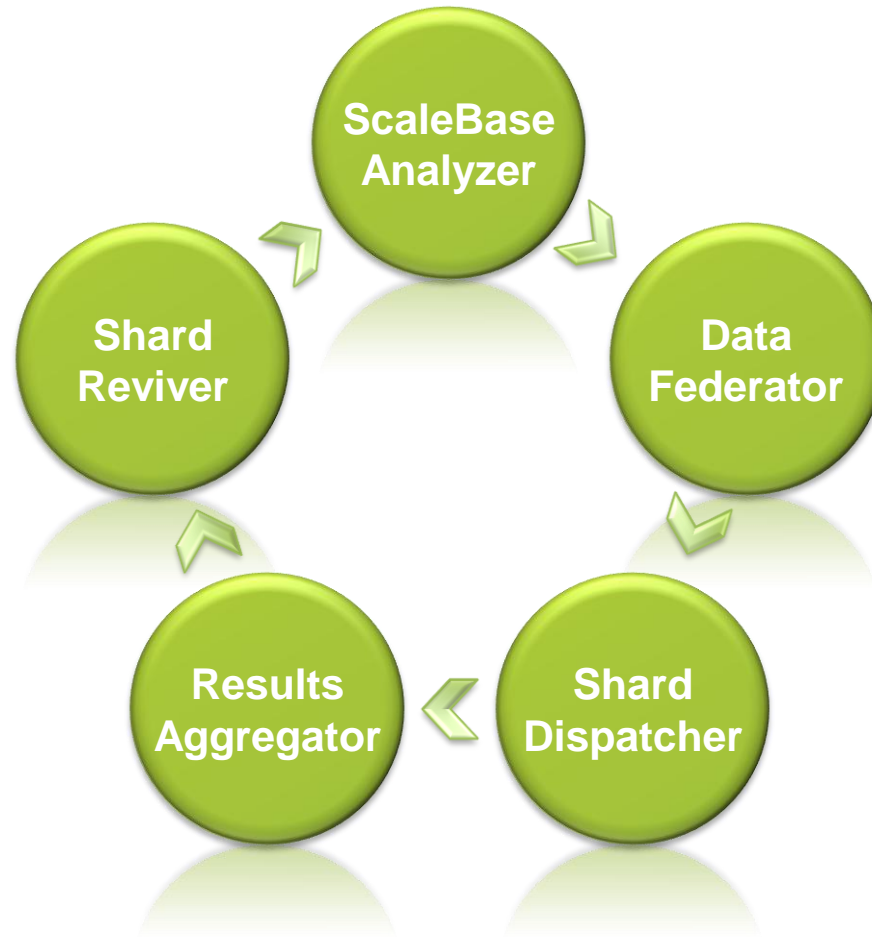 ScaleBase
Analyzer
Data
Federator
Shard
Dispatcher
Results
Aggregator
Shard
Reviver